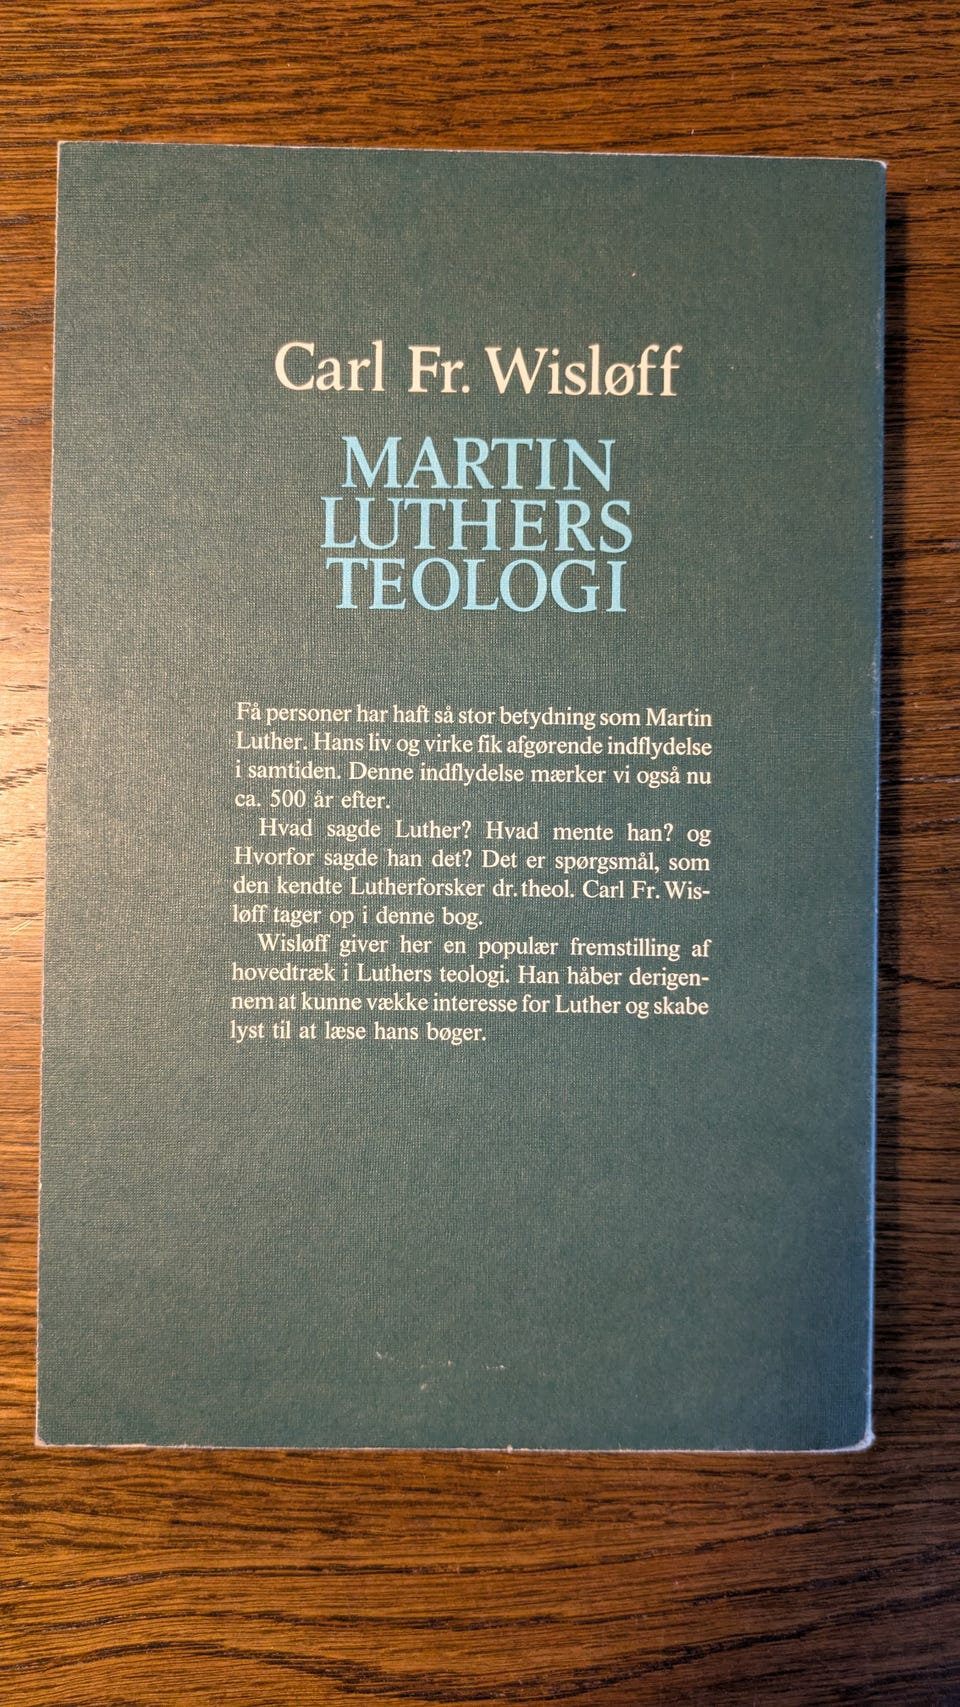 Carl Fr. Wisløff
MARTIN
LUTHERS
TEOLOGI
Få personer har haft så stor betydning som Martin
Luther. Hans liv og virke fik afgørende indflydelse
i samtiden. Denne indflydelse mærker vi også nu
ca. 500 år efter.
Hvad sagde Luther? Hvad mente han? og
Hvorfor sagde han det? Det er spørgsmål, som
den kendte Lutherforsker dr. theol. Carl Fr. Wis-
løff tager op i denne bog.
Wisløff giver her en populær fremstilling af
hovedtræk i Luthers teologi. Han håber derigen-
nem at kunne vække interesse for Luther og skabe
lyst til at læse hans bøger.